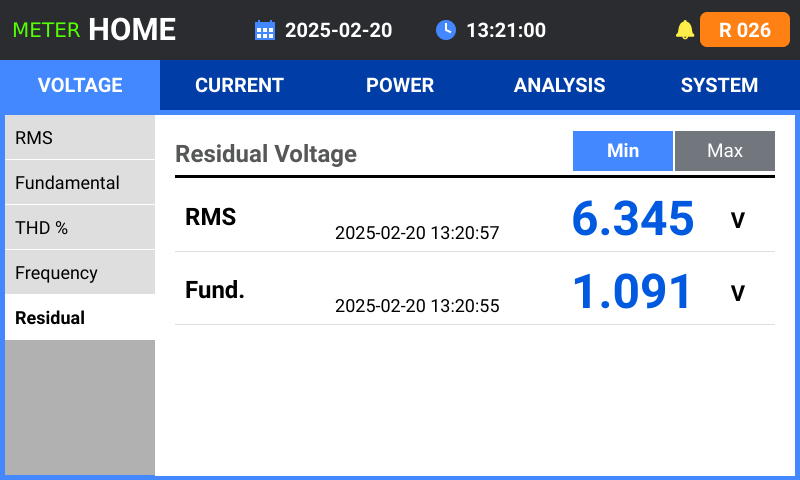 METER HOME 2025-02-20 13:21:00 R 026
VOLTAGE CURRENT POWER ANALYSIS SYSTEM
RMS
Fundamental
THD %
Frequency
Residual
Residual Voltage Min Max
RMS 2025-02-20 13:20:57 6.345 V
Fund. 2025-02-20 13:20:55 1.091 V